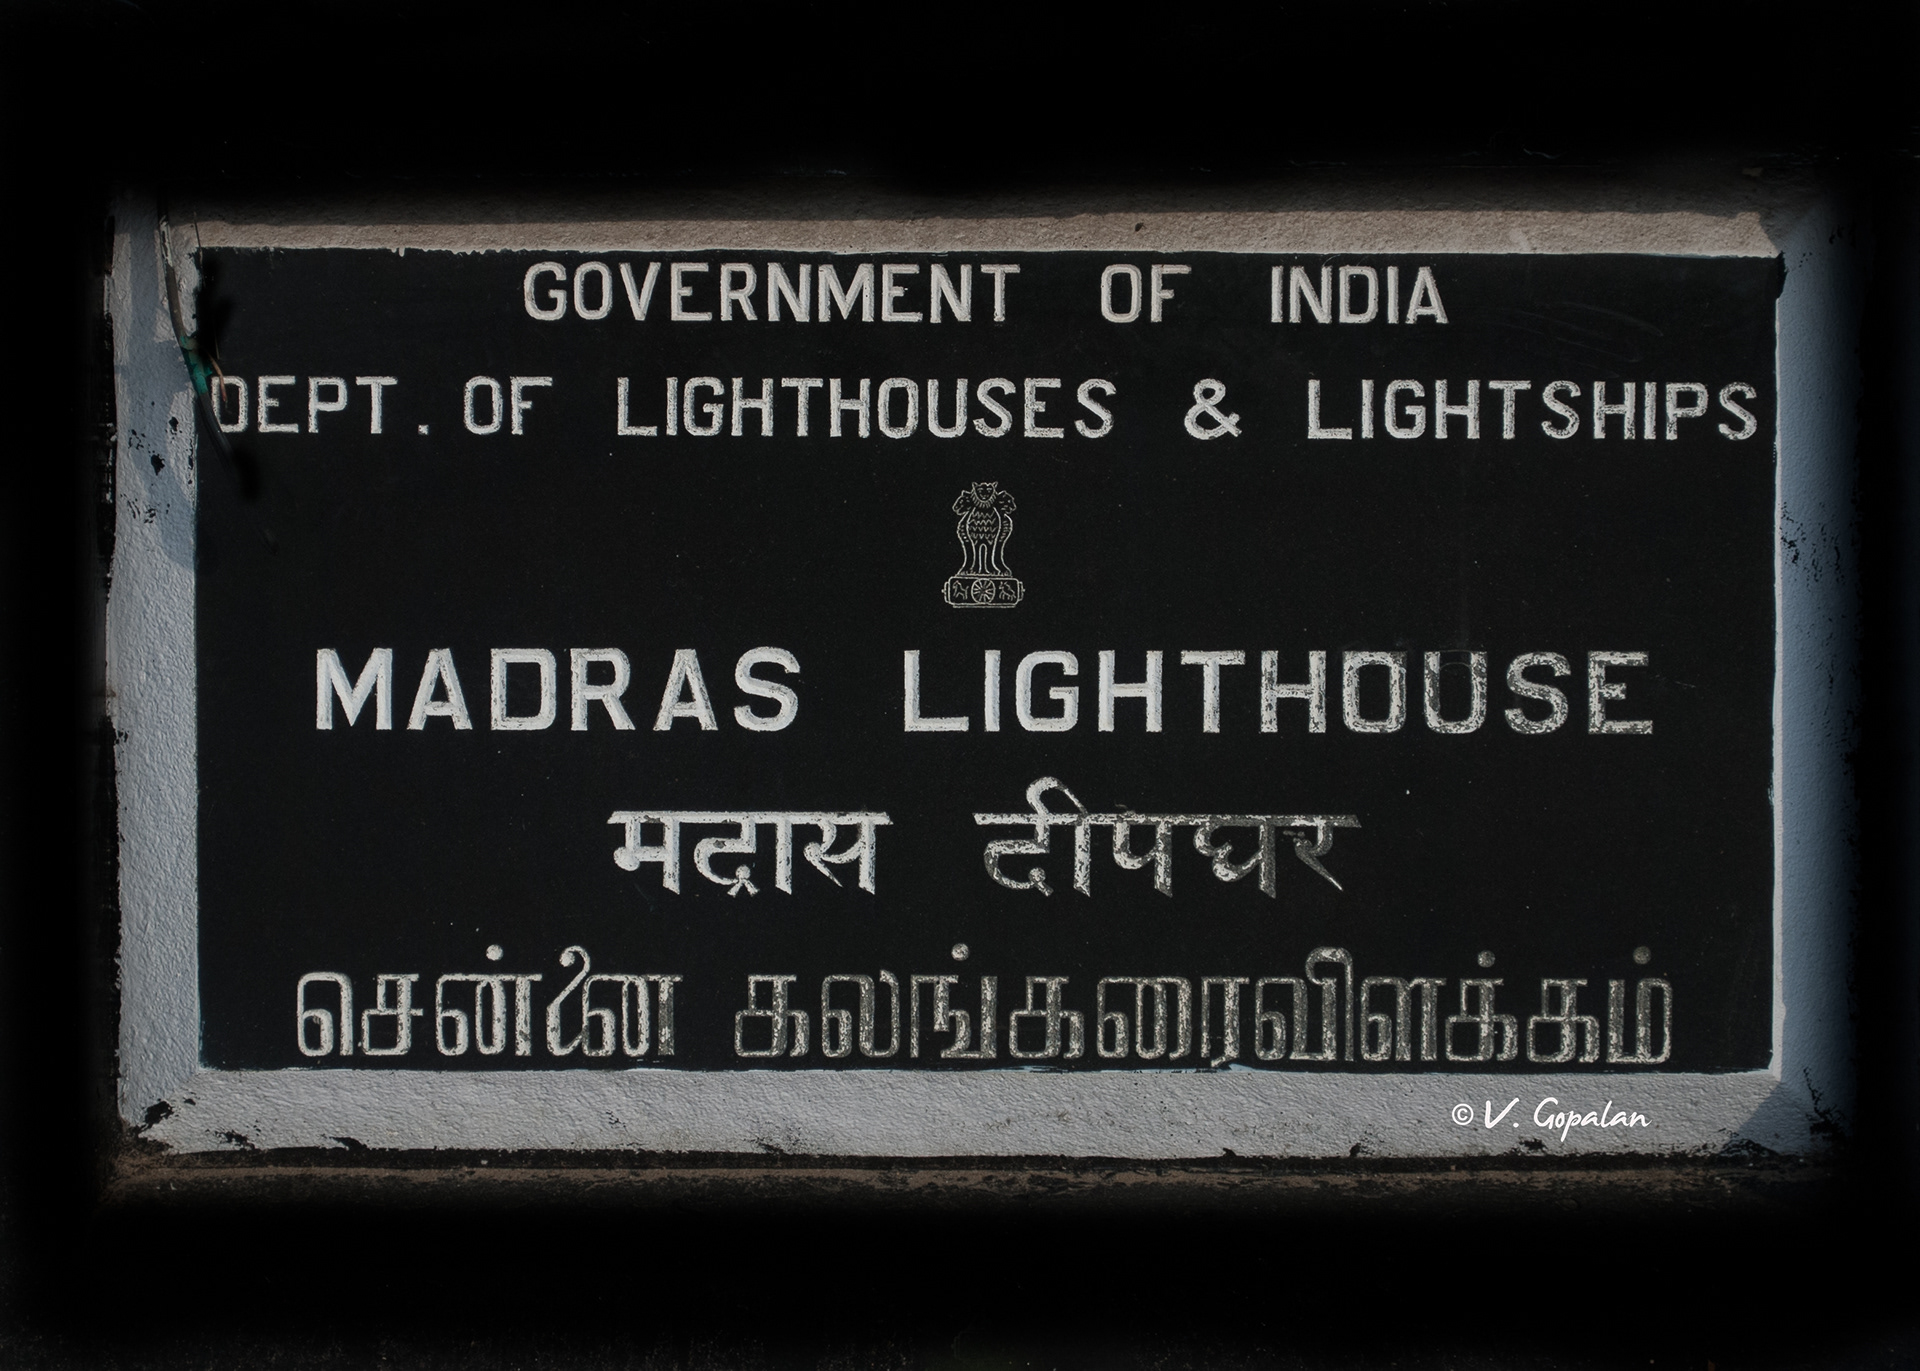 GOVERNMENT OF INDIA
DEPT. OF LIGHTHOUSES & LIGHTSHIPS
MADRAS LIGHTHOUSE
मद्रास दीपघर
சென்னை கலங்கரைவிளக்கம்
© V. Gopalan